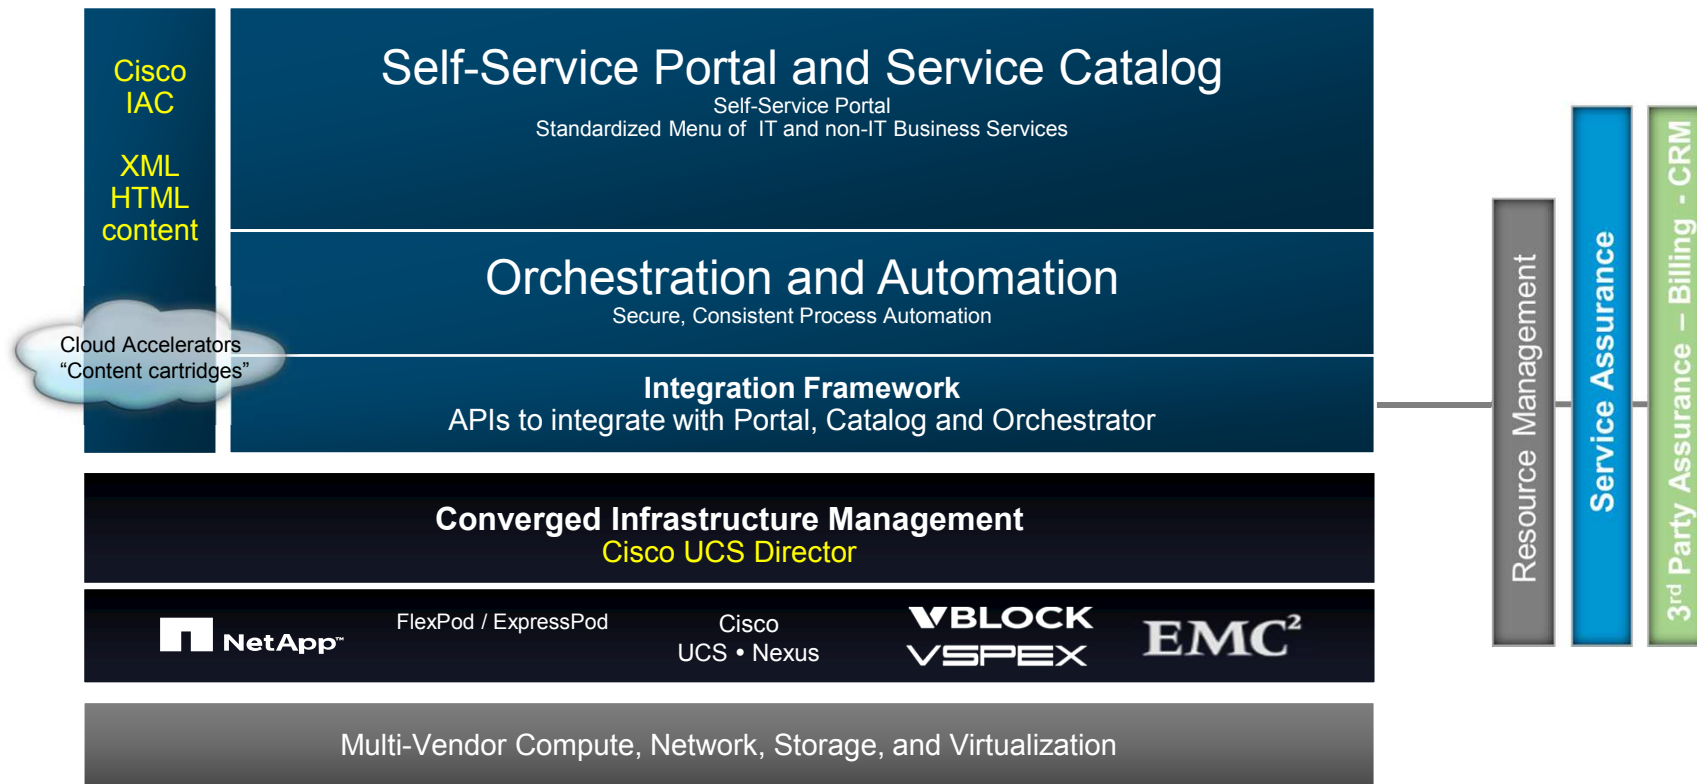 Cisco
IAC
XML
HTML
content
Cloud Accelerators
“Content cartridges”
Self-Service Portal and Service Catalog
Self-Service Portal
Standardized Menu of IT and non-IT Business Services
Orchestration and Automation
Secure, Consistent Process Automation
Integration Framework
APIs to integrate with Portal, Catalog and Orchestrator
Converged Infrastructure Management
Cisco UCS Director
NetApp™
FlexPod / ExpressPod
Cisco
UCS • Nexus
VBLOCK
VSPEX
EMC²
Multi-Vendor Compute, Network, Storage, and Virtualization
Resource Management
Service Assurance
3rd Party Assurance – Billing - CRM